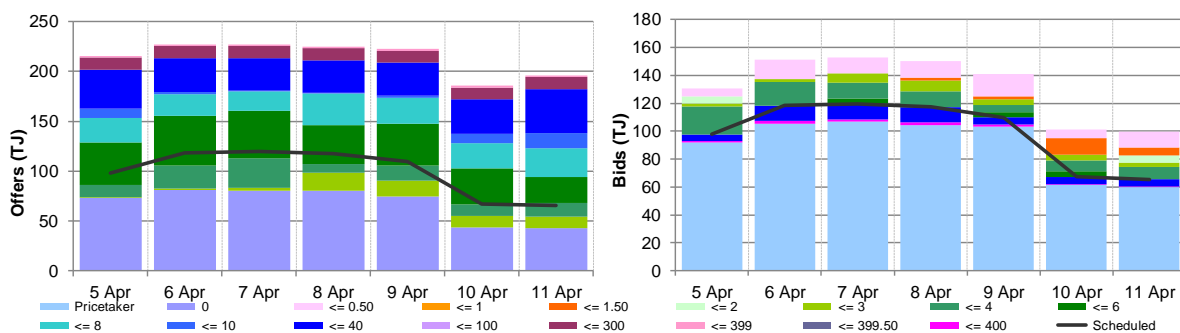 250
200
150
100
50
0
Offers (TJ)
5 Apr 6 Apr 7 Apr 8 Apr 9 Apr 10 Apr 11 Apr
180
160
140
120
100
80
60
40
20
0
Bids (TJ)
5 Apr 6 Apr 7 Apr 8 Apr 9 Apr 10 Apr 11 Apr
Pricetaker 0 <= 0.50 <= 1 <= 1.50 <= 2 <= 3 <= 4 <= 6
<= 8 <= 10 <= 40 <= 100 <= 300 <= 399 <= 399.50 <= 400 Scheduled